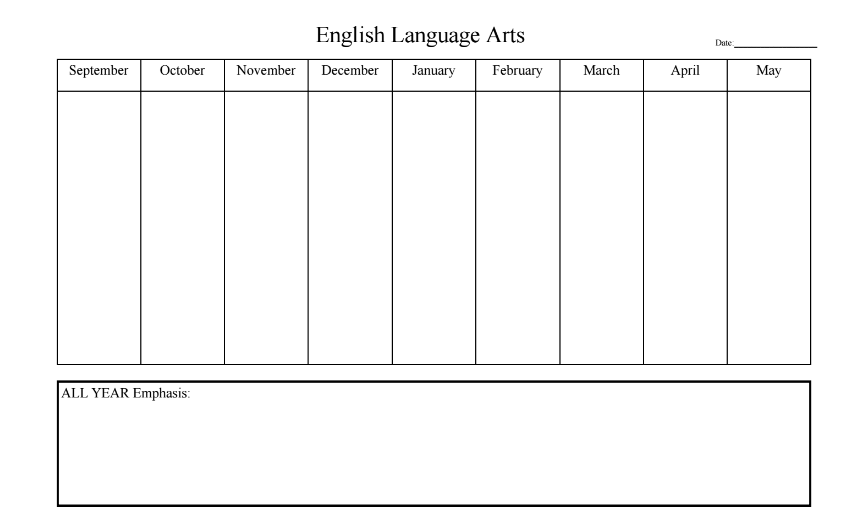 English Language Arts
Date:
September October November December January February March April May
ALL YEAR Emphasis: